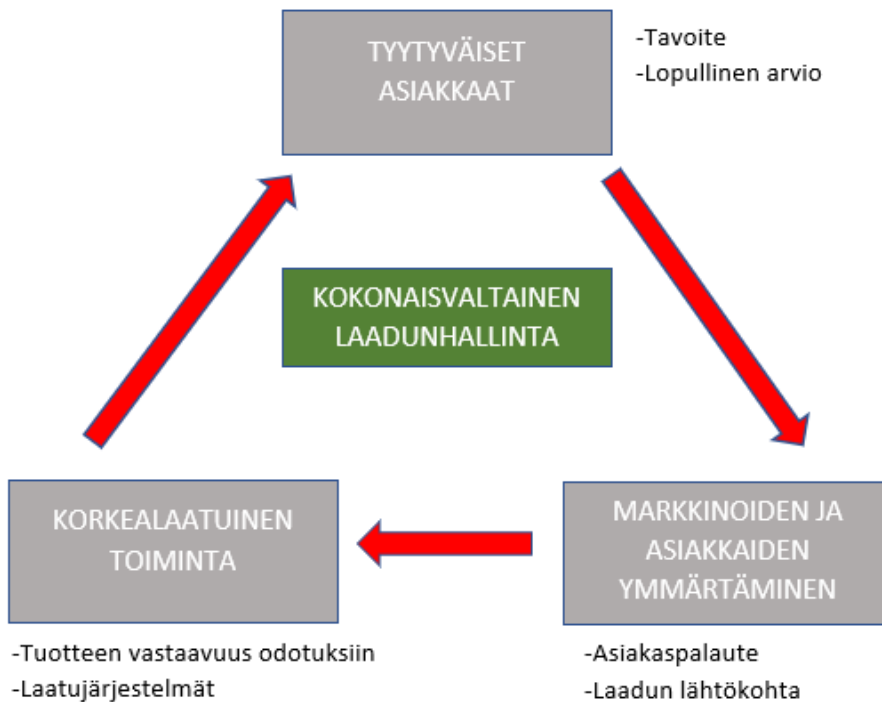 TYYTYVÄISET
ASIAKKAAT
-Tavoite
-Lopullinen arvio
KOKONAISVALTAINEN
LAADUNHALLINTA
KORKEALAATUINEN
TOIMINTA
-Tuotteen vastaavuus odotuksiin
-Laatujärjestelmät
MARKKINOIDEN JA
ASIAKKAIDEN
YMMÄRTÄMINEN
-Asiakaspalaute
-Laadun lähtökohta